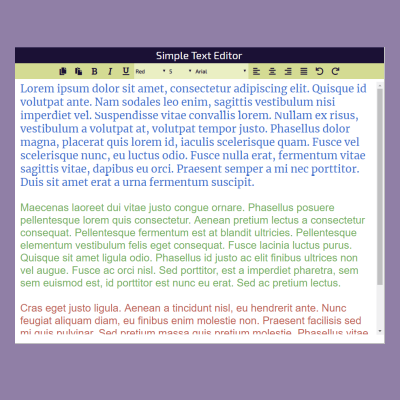 Simple Text Editor
B I U Red 5 Arial
Lorem ipsum dolor sit amet, consectetur adipiscing elit. Quisque id
volutpat ante. Nam sodales leo enim, sagittis vestibulum nisi
imperdiet vel. Suspendisse vitae convallis lorem. Nullam ex risus,
vestibulum a volutpat at, volutpat tempor justo. Phasellus dolor
magna, placerat quis lorem id, iaculis scelerisque quam. Fusce vel
scelerisque nunc, eu luctus odio. Fusce nulla erat, fermentum vitae
sagittis vitae, dapibus eu orci. Praesent semper a mi nec porttitor.
Duis sit amet erat a urna fermentum suscipit.
Maecenas laoreet dui vitae justo congue ornare. Phasellus posuere
pellentesque lorem quis consectetur. Aenean pretium lectus a consectetur
consequat. Pellentesque fermentum est at blandit ultricies. Pellentesque
elementum vestibulum felis eget consequat. Fusce lacinia luctus purus.
Quisque sit amet ligula odio. Phasellus id justo ac elit finibus ultrices non
vel augue. Fusce ac orci nisl. Sed porttitor, est a imperdiet pharetra, sem
sem euismod est, id porttitor est nunc eu erat. Sed ac pretium lectus.
Cras eget justo ligula. Aenean a tincidunt nisl, eu hendrerit ante. Nunc
feugiat aliquam diam, eu finibus enim molestie non. Praesent facilisis sed
mi quis pulvinar. Sed pretium massa quis pretium molestie. Phasellus vitae